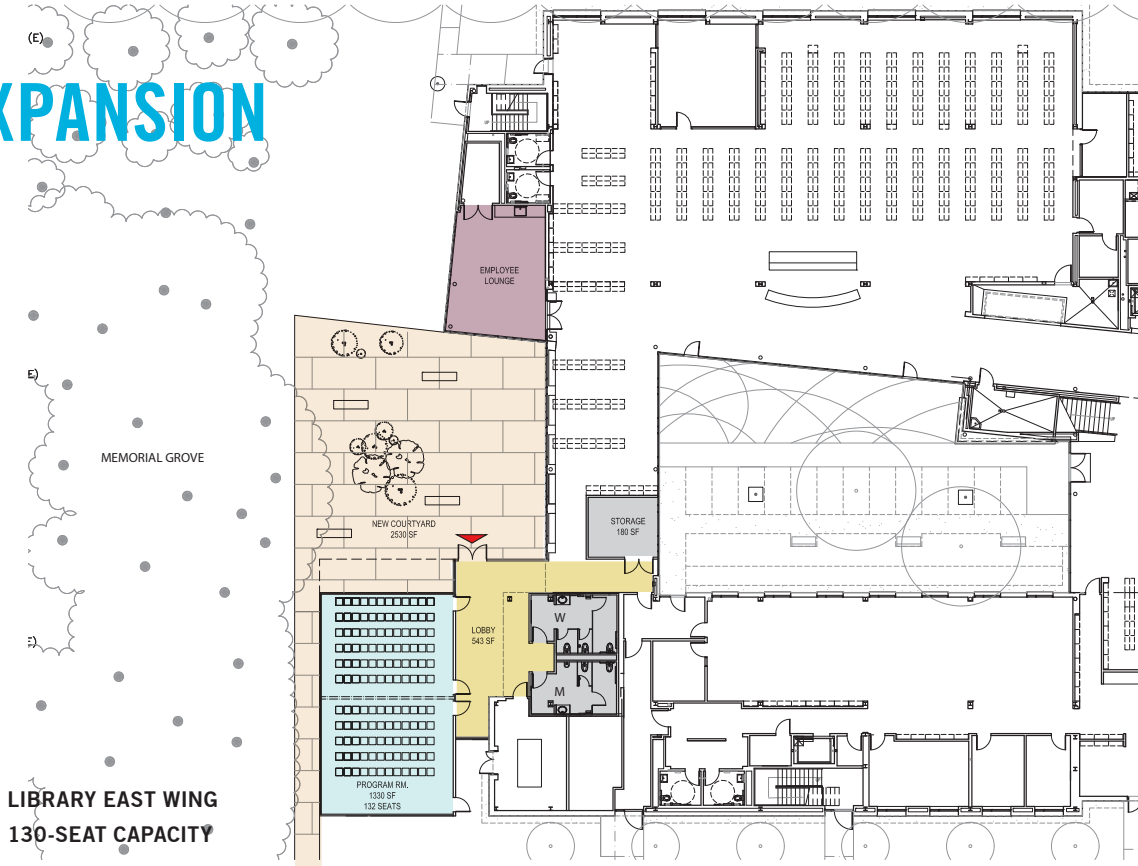 (E)
XPANSION
EMPLOYEE
LOUNGE
E)
MEMORIAL GROVE
NEW COURTYARD
2530 SF
STORAGE
180 SF
W
LOBBY
543 SF
E)
M
PROGRAM RM.
1330 SF
132 SEATS
LIBRARY EAST WING
130-SEAT CAPACITY